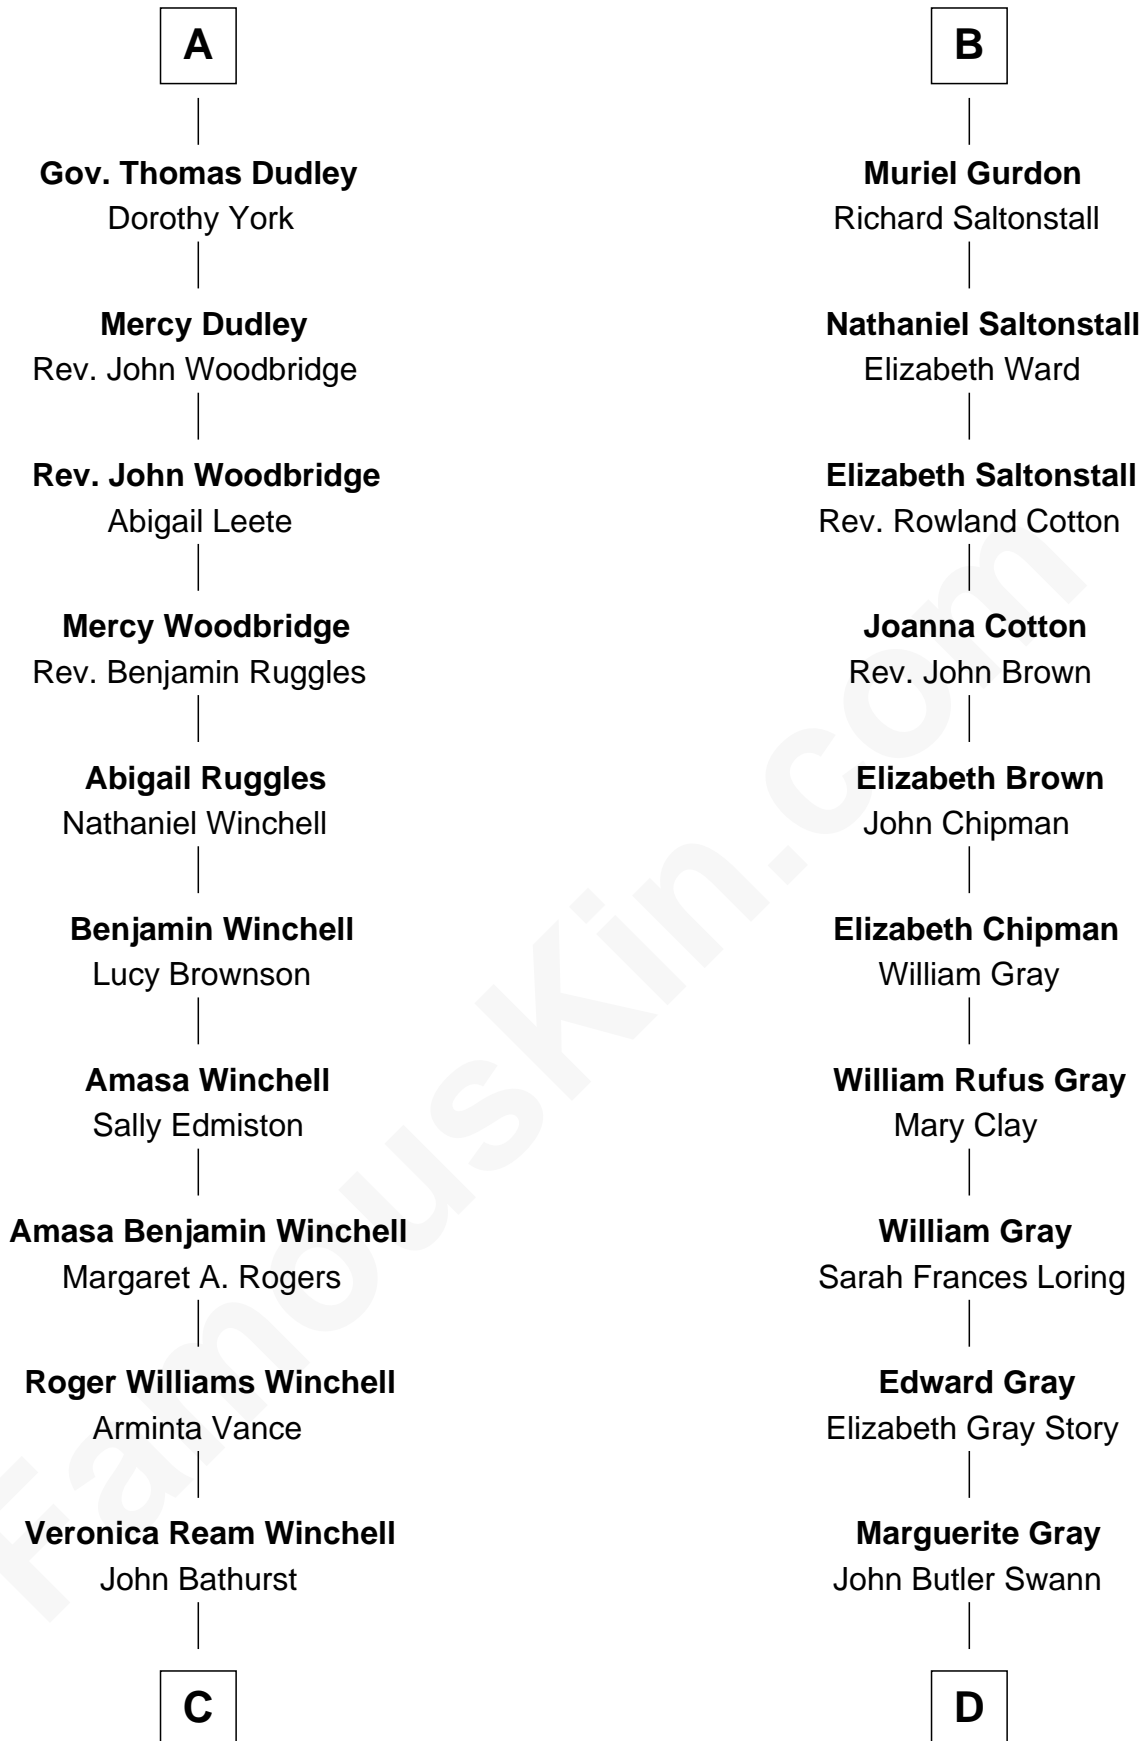 A
Gov. Thomas Dudley
Dorothy York
Mercy Dudley
Rev. John Woodbridge
Rev. John Woodbridge
Abigail Leete
Mercy Woodbridge
Rev. Benjamin Ruggles
Abigail Ruggles
Nathaniel Winchell
Benjamin Winchell
Lucy Brownson
Amasa Winchell
Sally Edmiston
Amasa Benjamin Winchell
Margaret A. Rogers
Roger Williams Winchell
Arminta Vance
Veronica Ream Winchell
John Bathurst
C
B
Muriel Gurdon
Richard Saltonstall
Nathaniel Saltonstall
Elizabeth Ward
Elizabeth Saltonstall
Rev. Rowland Cotton
Joanna Cotton
Rev. John Brown
Elizabeth Brown
John Chipman
Elizabeth Chipman
William Gray
William Rufus Gray
Mary Clay
William Gray
Sarah Frances Loring
Edward Gray
Elizabeth Gray Story
Marguerite Gray
John Butler Swann
D
FamousKin.com